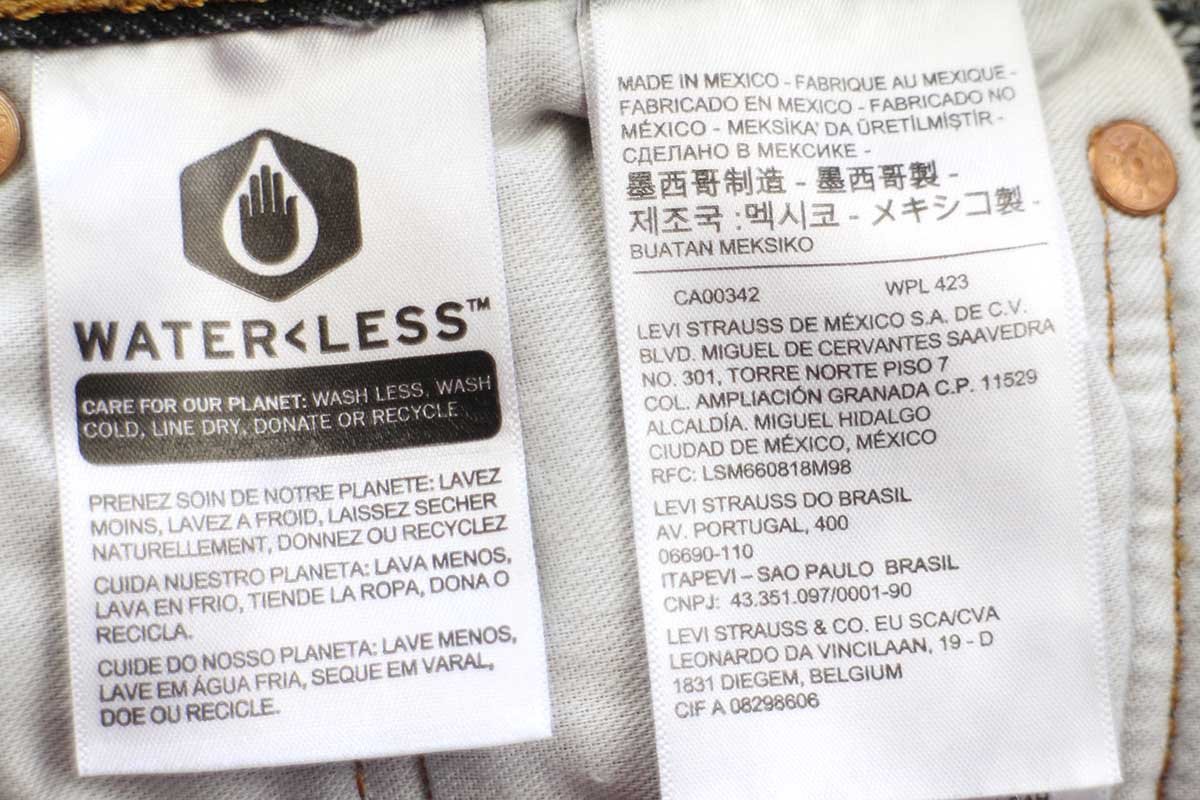 WATER<LESS™
CARE FOR OUR PLANET: WASH LESS, WASH
COLD, LINE DRY, DONATE OR RECYCLE
PRENEZ SOIN DE NOTRE PLANETE: LAVEZ
MOINS, LAVEZ A FROID, LAISSEZ SECHER
NATURELLEMENT, DONNEZ OU RECYCLEZ
CUIDA NUESTRO PLANETA: LAVA MENOS,
LAVA EN FRIO, TIENDE LA ROPA, DONA O
RECICLA.
CUIDE DO NOSSO PLANETA: LAVE MENOS,
LAVE EM ÁGUA FRIA, SEQUE EM VARAL,
DOE OU RECICLE.
MADE IN MEXICO - FABRIQUE AU MEXIQUE -
FABRICADO EN MEXICO - FABRICADO NO
MÉXICO - MEKSİKA' DA ÜRETİLMİŞTİR -
СДЕЛАНО В МЕКСИКЕ -
墨西哥制造 - 墨西哥製 -
제조국 :멕시코 - メキシコ製 -
BUATAN MEKSIKO
CA00342 WPL 423
LEVI STRAUSS DE MÉXICO S.A. DE C.V.
BLVD. MIGUEL DE CERVANTES SAAVEDRA
NO. 301, TORRE NORTE PISO 7
COL. AMPLIACIÓN GRANADA C.P. 11529
ALCALDÍA. MIGUEL HIDALGO
CIUDAD DE MÉXICO, MÉXICO
RFC: LSM660818M98
LEVI STRAUSS DO BRASIL
AV. PORTUGAL, 400
06690-110
ITAPEVI – SAO PAULO BRASIL
CNPJ: 43.351.097/0001-90
LEVI STRAUSS & CO. EU SCA/CVA
LEONARDO DA VINCILAAN, 19 - D
1831 DIEGEM, BELGIUM
CIF A 08298606